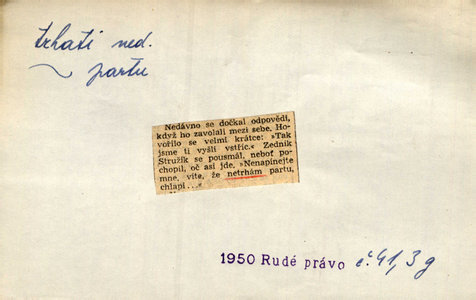 trhati ned.
~ partu
Nedávno se dočkal odpovědi,
když ho zavolali mezi sebe. Ho-
vořilo se velmi krátce: »Tak
jsme ti vyšli vstříc.« Zedník
Stružík se pousmál, neboť po-
chopil, oč asi jde. »Nenapínejte
mne, víte, že netrhám partu,
chlapi...«
1950 Rudé právo č. 41, 3 g